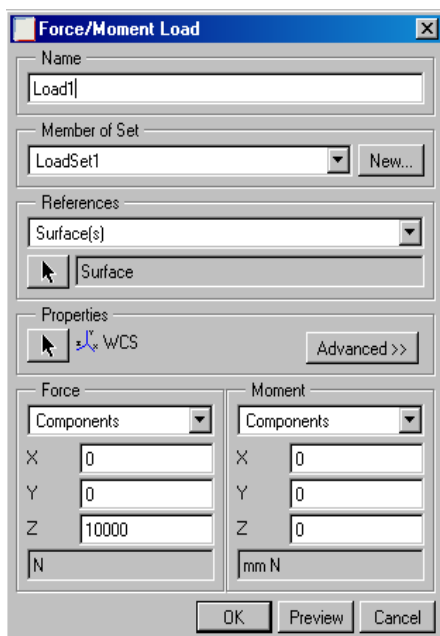 Force/Moment Load
Name
Load1
Member of Set
LoadSet1
New...
References
Surface(s)
Surface
Properties
WCS
Advanced >>
Force
Moment
Components
Components
X 0
X 0
Y 0
Y 0
Z 10000
Z 0
N
mm N
OK Preview Cancel